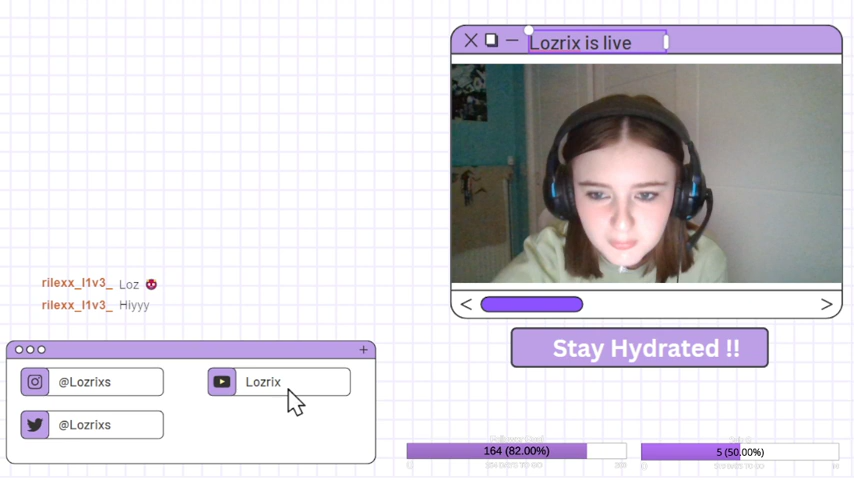 Lozrix is live
rilexx_l1v3_ Loz
rilexx_l1v3_ Hiyyy
@Lozrixs
Lozrix
@Lozrixs
Stay Hydrated !!
164 (82.00%)
5 (50.00%)